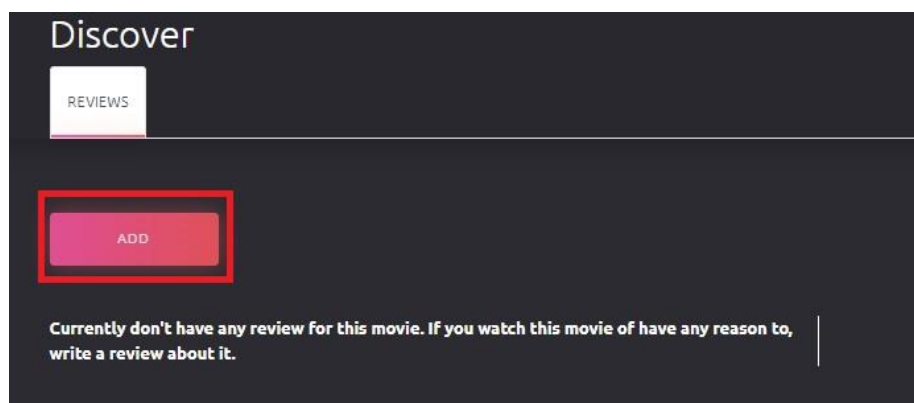 Discover
REVIEWS
ADD
Currently don't have any review for this movie. If you watch this movie of have any reason to,
write a review about it.